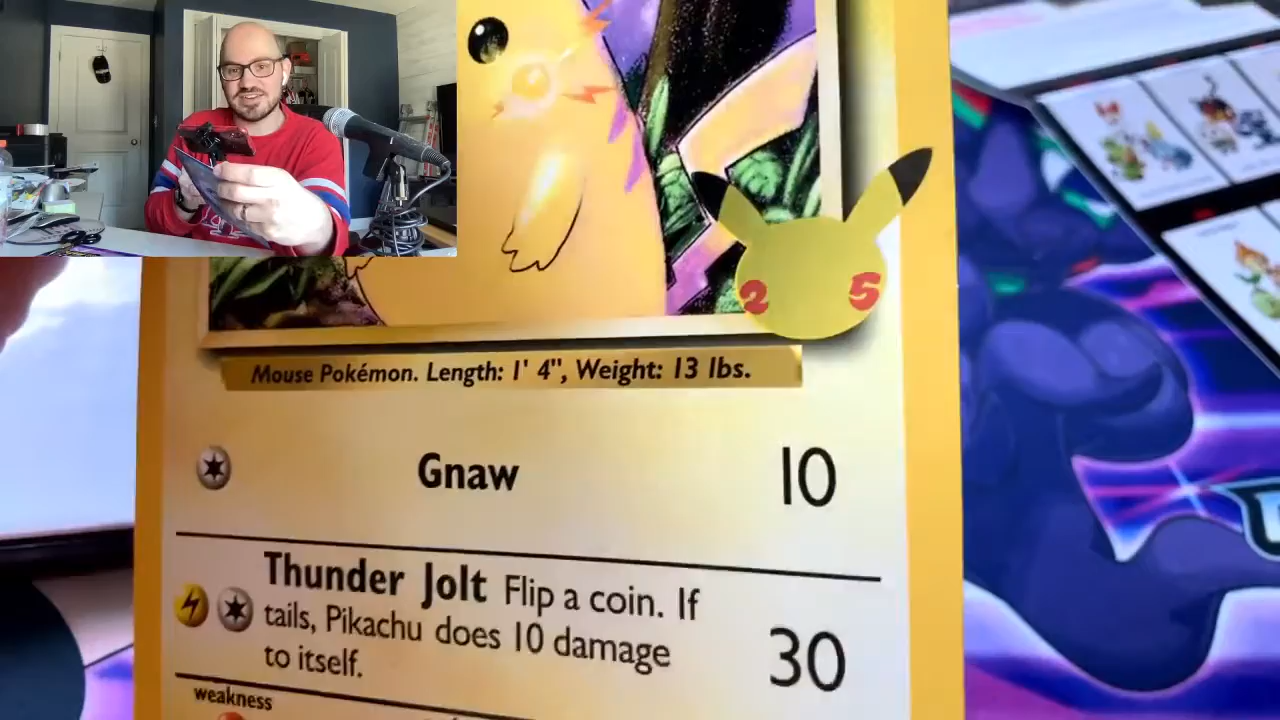 25
Mouse Pokémon. Length: 1' 4", Weight: 13 lbs.
Gnaw 10
Thunder Jolt Flip a coin. If
tails, Pikachu does 10 damage
to itself.
30
weakness